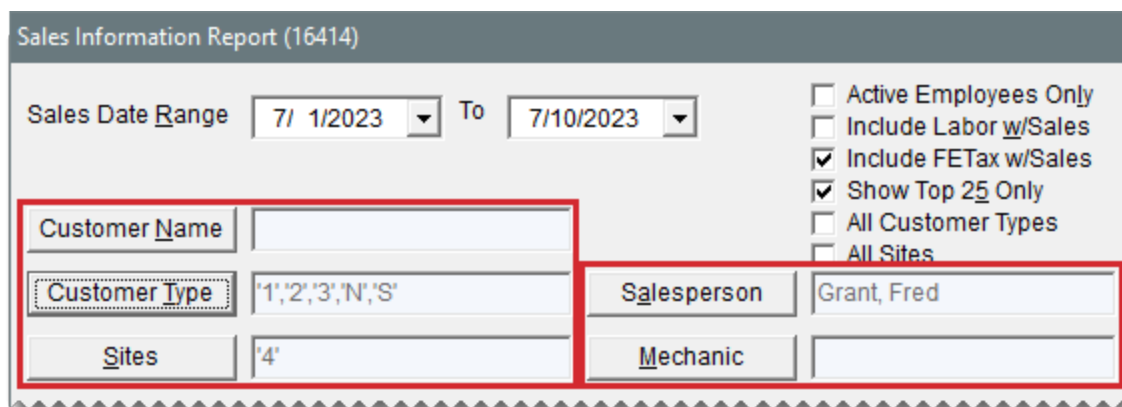 Sales Information Report (16414)
Sales Date Range 7/ 1/2023 To 7/10/2023
Active Employees Only
Include Labor w/Sales
Include FETax w/Sales
Show Top 25 Only
All Customer Types
All Sites
Customer Name
Customer Type '1','2','3','N','S'
Sites '4'
Salesperson Grant, Fred
Mechanic